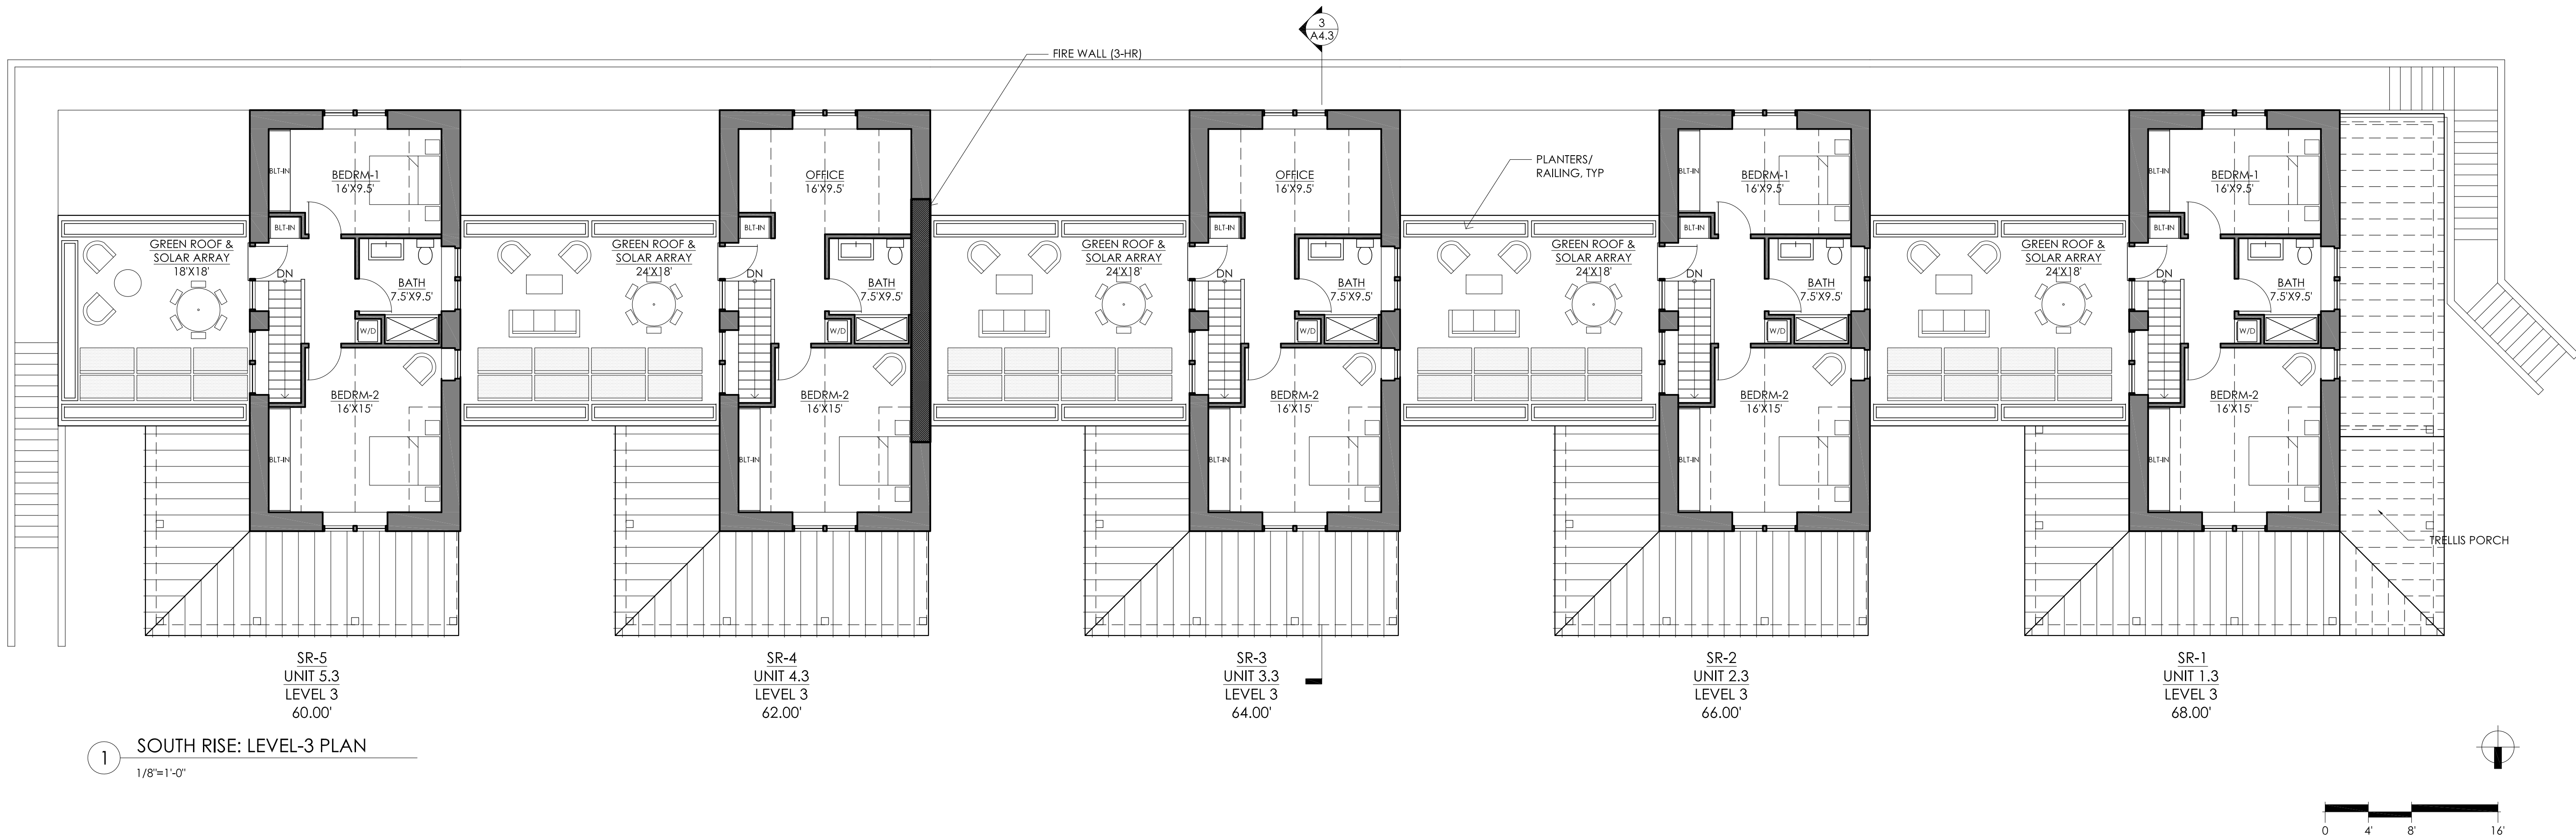 3
A4.3
FIRE WALL (3-HR)
PLANTERS/
RAILING, TYP
BLT-IN
BEDRM-1
16'X9.5'
BLT-IN
GREEN ROOF &
SOLAR ARRAY
18'X18'
DN
BATH
7.5'X9.5'
W/D
BEDRM-2
16'X15'
BLT-IN
OFFICE
16'X9.5'
BLT-IN
GREEN ROOF &
SOLAR ARRAY
24'X18'
DN
BATH
7.5'X9.5'
W/D
BEDRM-2
16'X15'
BLT-IN
OFFICE
16'X9.5'
BLT-IN
GREEN ROOF &
SOLAR ARRAY
24'X18'
DN
BATH
7.5'X9.5'
W/D
BEDRM-2
16'X15'
BLT-IN
BLT-IN
BEDRM-1
16'X9.5'
BLT-IN
GREEN ROOF &
SOLAR ARRAY
24'X18'
DN
BATH
7.5'X9.5'
W/D
BEDRM-2
16'X15'
BLT-IN
BLT-IN
BEDRM-1
16'X9.5'
BLT-IN
GREEN ROOF &
SOLAR ARRAY
24'X18'
DN
BATH
7.5'X9.5'
W/D
BEDRM-2
16'X15'
BLT-IN
TRELLIS PORCH
SR-5
UNIT 5.3
LEVEL 3
60.00'
SR-4
UNIT 4.3
LEVEL 3
62.00'
SR-3
UNIT 3.3
LEVEL 3
64.00'
SR-2
UNIT 2.3
LEVEL 3
66.00'
SR-1
UNIT 1.3
LEVEL 3
68.00'
1
SOUTH RISE: LEVEL-3 PLAN
1/8"=1'-0"
0 4' 8' 16'